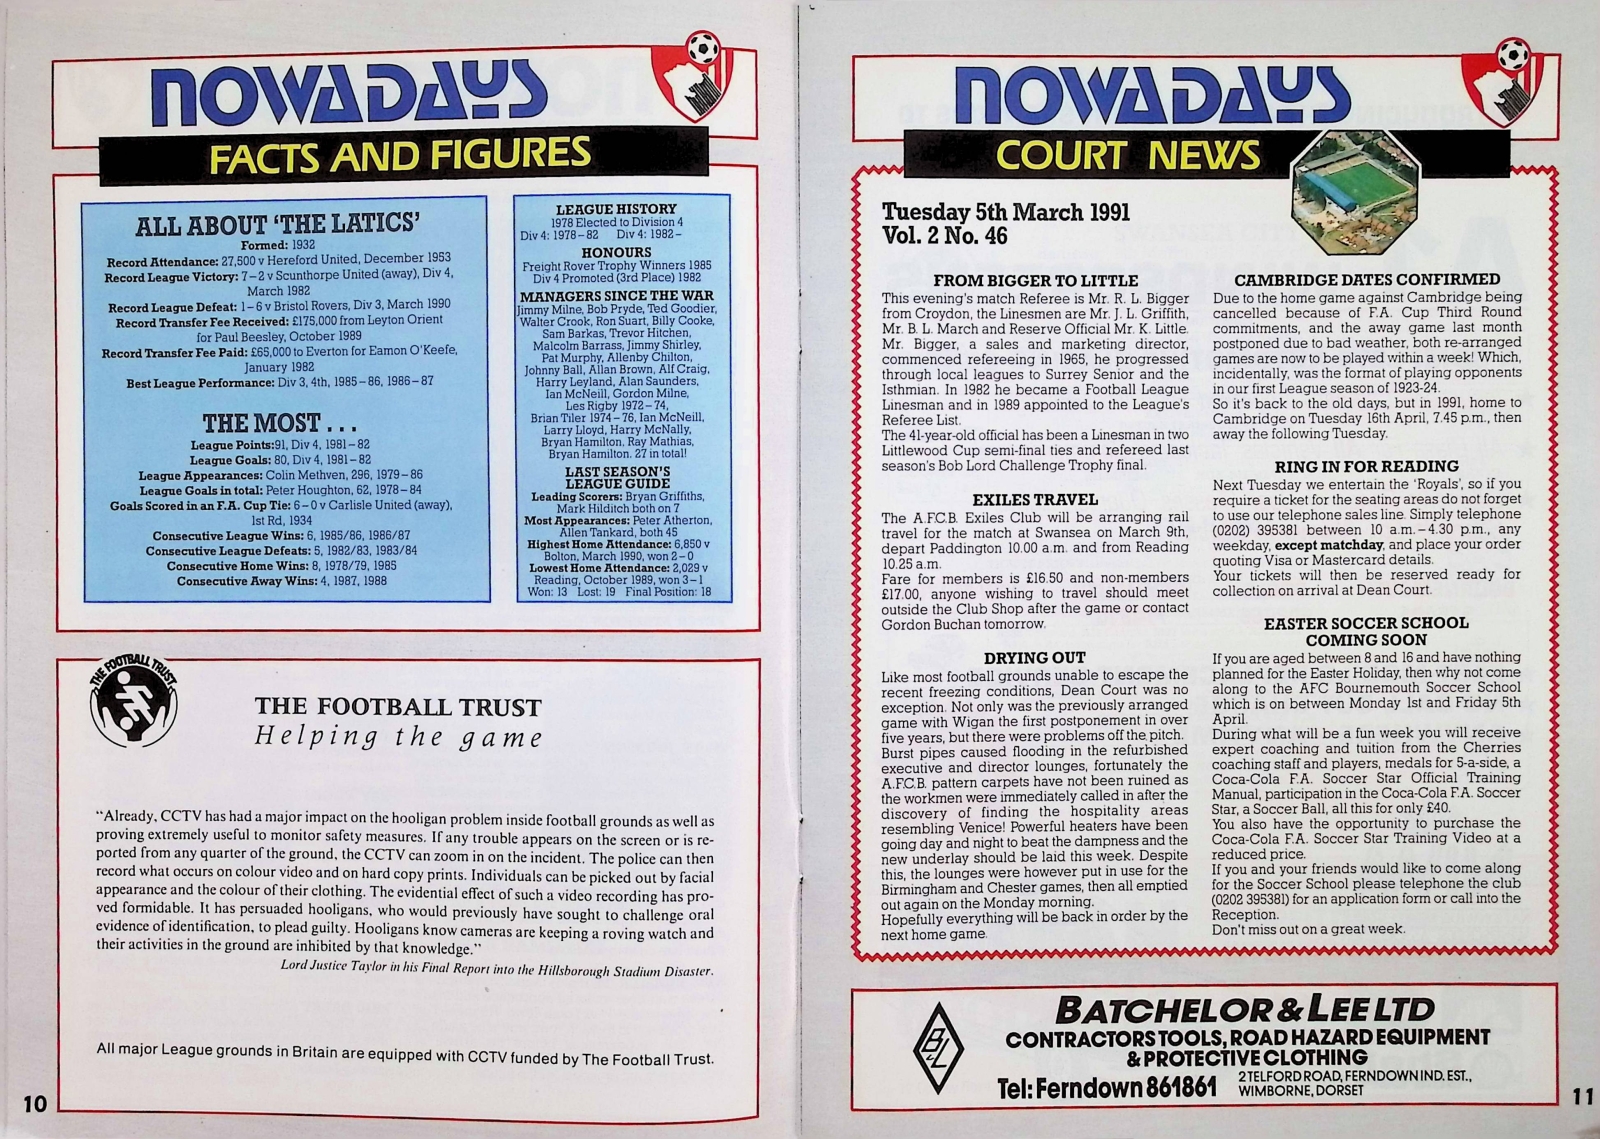 NOWADAYS
FACTS AND FIGURES
ALL ABOUT 'THE LATICS'
Formed: 1932
Record Attendance: 27,500 v Hereford United, December 1953
Record League Victory: 7–2 v Scunthorpe United (away), Div 4,
March 1982
Record League Defeat: 1–6 v Bristol Rovers, Div 3, March 1990
Record Transfer Fee Received: £175,000 from Leyton Orient
for Paul Beesley, October 1989
Record Transfer Fee Paid: £65,000 to Everton for Eamon O'Keefe,
January 1982
Best League Performance: Div 3, 4th, 1985–86, 1986–87
THE MOST . . .
League Points:91, Div 4, 1981–82
League Goals: 80, Div 4, 1981–82
League Appearances: Colin Methven, 296, 1979–86
League Goals in total: Peter Houghton, 62, 1978–84
Goals Scored in an F.A. Cup Tie: 6–0 v Carlisle United (away),
1st Rd, 1934
Consecutive League Wins: 6, 1985/86, 1986/87
Consecutive League Defeats: 5, 1982/83, 1983/84
Consecutive Home Wins: 8, 1978/79, 1985
Consecutive Away Wins: 4, 1987, 1988
LEAGUE HISTORY
1978 Elected to Division 4
Div 4: 1978–82 Div 4: 1982–
HONOURS
Freight Rover Trophy Winners 1985
Div 4 Promoted (3rd Place) 1982
MANAGERS SINCE THE WAR
Jimmy Milne, Bob Pryde, Ted Goodier,
Walter Crook, Ron Suart, Billy Cooke,
Sam Barkas, Trevor Hitchen,
Malcolm Barrass, Jimmy Shirley,
Pat Murphy, Allenby Chilton,
Johnny Ball, Allan Brown, Alf Craig,
Harry Leyland, Alan Saunders,
Ian McNeill, Gordon Milne,
Les Rigby 1972–74,
Brian Tiler 1974–76, Ian McNeill,
Larry Lloyd, Harry McNally,
Bryan Hamilton, Ray Mathias,
Bryan Hamilton. 27 in total!
LAST SEASON'S
LEAGUE GUIDE
Leading Scorers: Bryan Griffiths,
Mark Hilditch both on 7
Most Appearances: Peter Atherton,
Allen Tankard, both 45
Highest Home Attendance: 6,850 v
Bolton, March 1990, won 2–0
Lowest Home Attendance: 2,029 v
Reading, October 1989, won 3–1
Won: 13 Lost: 19 Final Position: 18
THE FOOTBALL TRUST
THE FOOTBALL TRUST
Helping the game
"Already, CCTV has had a major impact on the hooligan problem inside football grounds as well as
proving extremely useful to monitor safety measures. If any trouble appears on the screen or is re-
ported from any quarter of the ground, the CCTV can zoom in on the incident. The police can then
record what occurs on colour video and on hard copy prints. Individuals can be picked out by facial
appearance and the colour of their clothing. The evidential effect of such a video recording has pro-
ved formidable. It has persuaded hooligans, who would previously have sought to challenge oral
evidence of identification, to plead guilty. Hooligans know cameras are keeping a roving watch and
their activities in the ground are inhibited by that knowledge."
Lord Justice Taylor in his Final Report into the Hillsborough Stadium Disaster.
All major League grounds in Britain are equipped with CCTV funded by The Football Trust.
10
NOWADAYS
COURT NEWS
Tuesday 5th March 1991
Vol. 2 No. 46
FROM BIGGER TO LITTLE
This evening's match Referee is Mr. R. L. Bigger
from Croydon, the Linesmen are Mr. J. L. Griffith,
Mr. B. L. March and Reserve Official Mr. K. Little.
Mr. Bigger, a sales and marketing director,
commenced refereeing in 1965, he progressed
through local leagues to Surrey Senior and the
Isthmian. In 1982 he became a Football League
Linesman and in 1989 appointed to the League's
Referee List.
The 41-year-old official has been a Linesman in two
Littlewood Cup semi-final ties and refereed last
season's Bob Lord Challenge Trophy final.
EXILES TRAVEL
The A.F.C.B. Exiles Club will be arranging rail
travel for the match at Swansea on March 9th,
depart Paddington 10.00 a.m. and from Reading
10.25 a.m.
Fare for members is £16.50 and non-members
£17.00, anyone wishing to travel should meet
outside the Club Shop after the game or contact
Gordon Buchan tomorrow.
DRYING OUT
Like most football grounds unable to escape the
recent freezing conditions, Dean Court was no
exception. Not only was the previously arranged
game with Wigan the first postponement in over
five years, but there were problems off the pitch.
Burst pipes caused flooding in the refurbished
executive and director lounges, fortunately the
A.F.C.B. pattern carpets have not been ruined as
the workmen were immediately called in after the
discovery of finding the hospitality areas
resembling Venice! Powerful heaters have been
going day and night to beat the dampness and the
new underlay should be laid this week. Despite
this, the lounges were however put in use for the
Birmingham and Chester games, then all emptied
out again on the Monday morning.
Hopefully everything will be back in order by the
next home game.
CAMBRIDGE DATES CONFIRMED
Due to the home game against Cambridge being
cancelled because of F.A. Cup Third Round
commitments, and the away game last month
postponed due to bad weather, both re-arranged
games are now to be played within a week! Which,
incidentally, was the format of playing opponents
in our first League season of 1923-24.
So it's back to the old days, but in 1991, home to
Cambridge on Tuesday 16th April, 7.45 p.m., then
away the following Tuesday.
RING IN FOR READING
Next Tuesday we entertain the 'Royals', so if you
require a ticket for the seating areas do not forget
to use our telephone sales line. Simply telephone
(0202) 395381 between 10 a.m.–4.30 p.m., any
weekday, except matchday, and place your order
quoting Visa or Mastercard details.
Your tickets will then be reserved ready for
collection on arrival at Dean Court.
EASTER SOCCER SCHOOL
COMING SOON
If you are aged between 8 and 16 and have nothing
planned for the Easter Holiday, then why not come
along to the AFC Bournemouth Soccer School
which is on between Monday 1st and Friday 5th
April.
During what will be a fun week you will receive
expert coaching and tuition from the Cherries
coaching staff and players, medals for 5-a-side, a
Coca-Cola F.A. Soccer Star Official Training
Manual, participation in the Coca-Cola F.A. Soccer
Star, a Soccer Ball, all this for only £40.
You also have the opportunity to purchase the
Coca-Cola F.A. Soccer Star Training Video at a
reduced price.
If you and your friends would like to come along
for the Soccer School please telephone the club
(0202 395381) for an application form or call into the
Reception.
Don't miss out on a great week.
B&L
BATCHELOR & LEE LTD
CONTRACTORS TOOLS, ROAD HAZARD EQUIPMENT
& PROTECTIVE CLOTHING
Tel: Ferndown 861861
2 TELFORD ROAD, FERNDOWN IND. EST.,
WIMBORNE, DORSET
11